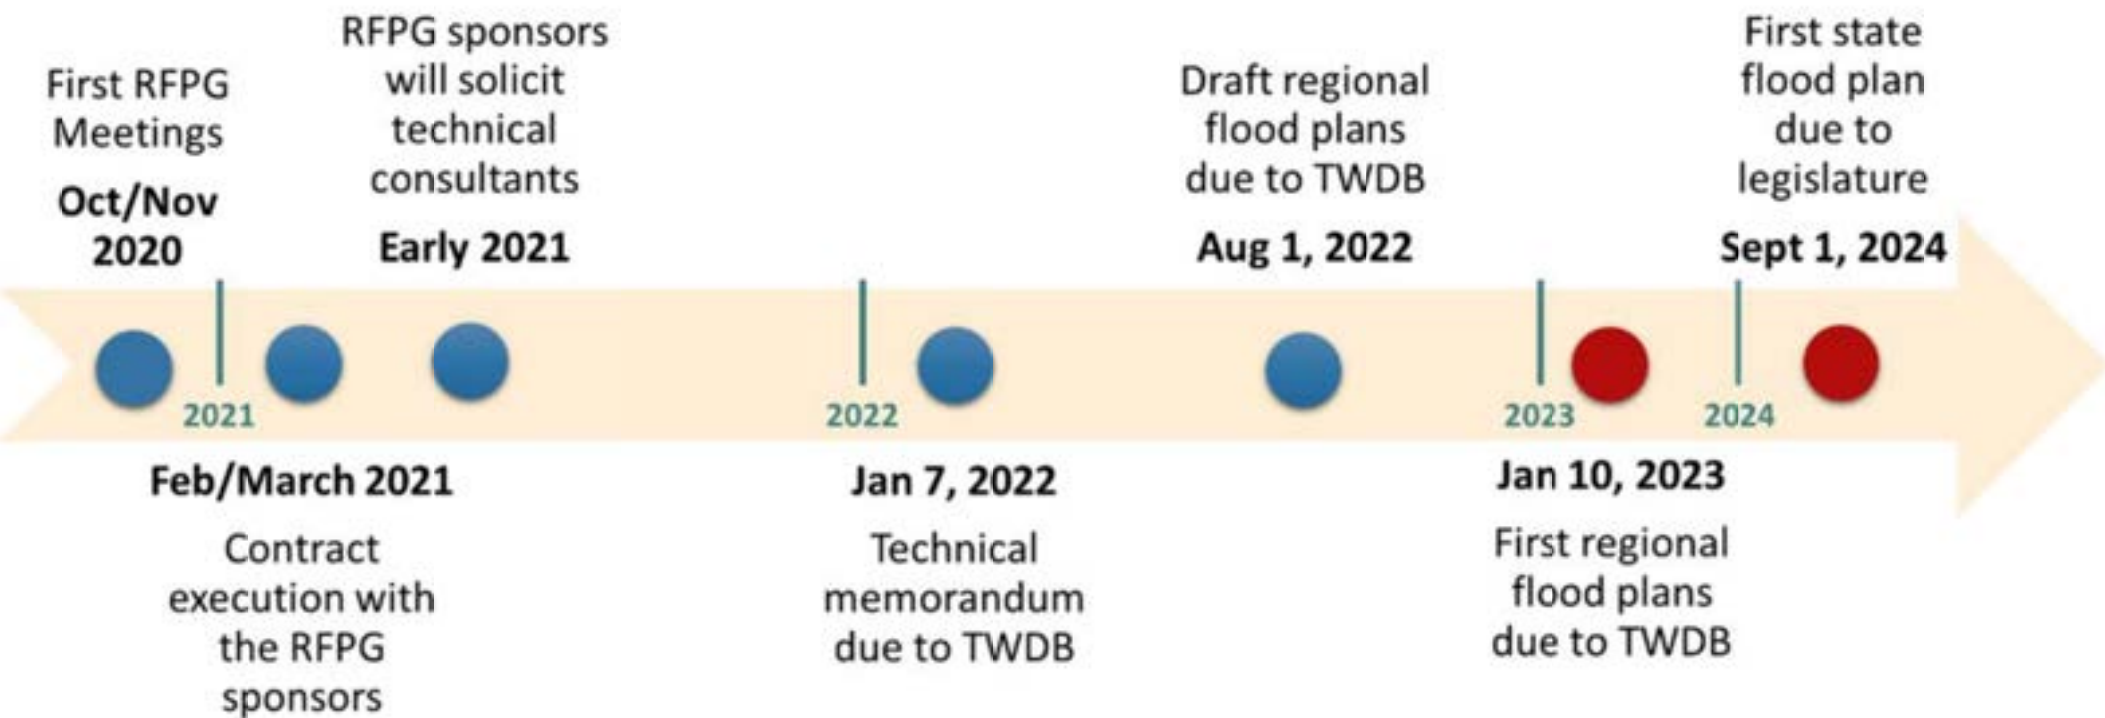 First RFPG
Meetings
Oct/Nov
2020
RFPG sponsors
will solicit
technical
consultants
Early 2021
Draft regional
flood plans
due to TWDB
Aug 1, 2022
First state
flood plan
due to
legislature
Sept 1, 2024
2021
2022
2023
2024
Feb/March 2021
Contract
execution with
the RFPG
sponsors
Jan 7, 2022
Technical
memorandum
due to TWDB
Jan 10, 2023
First regional
flood plans
due to TWDB